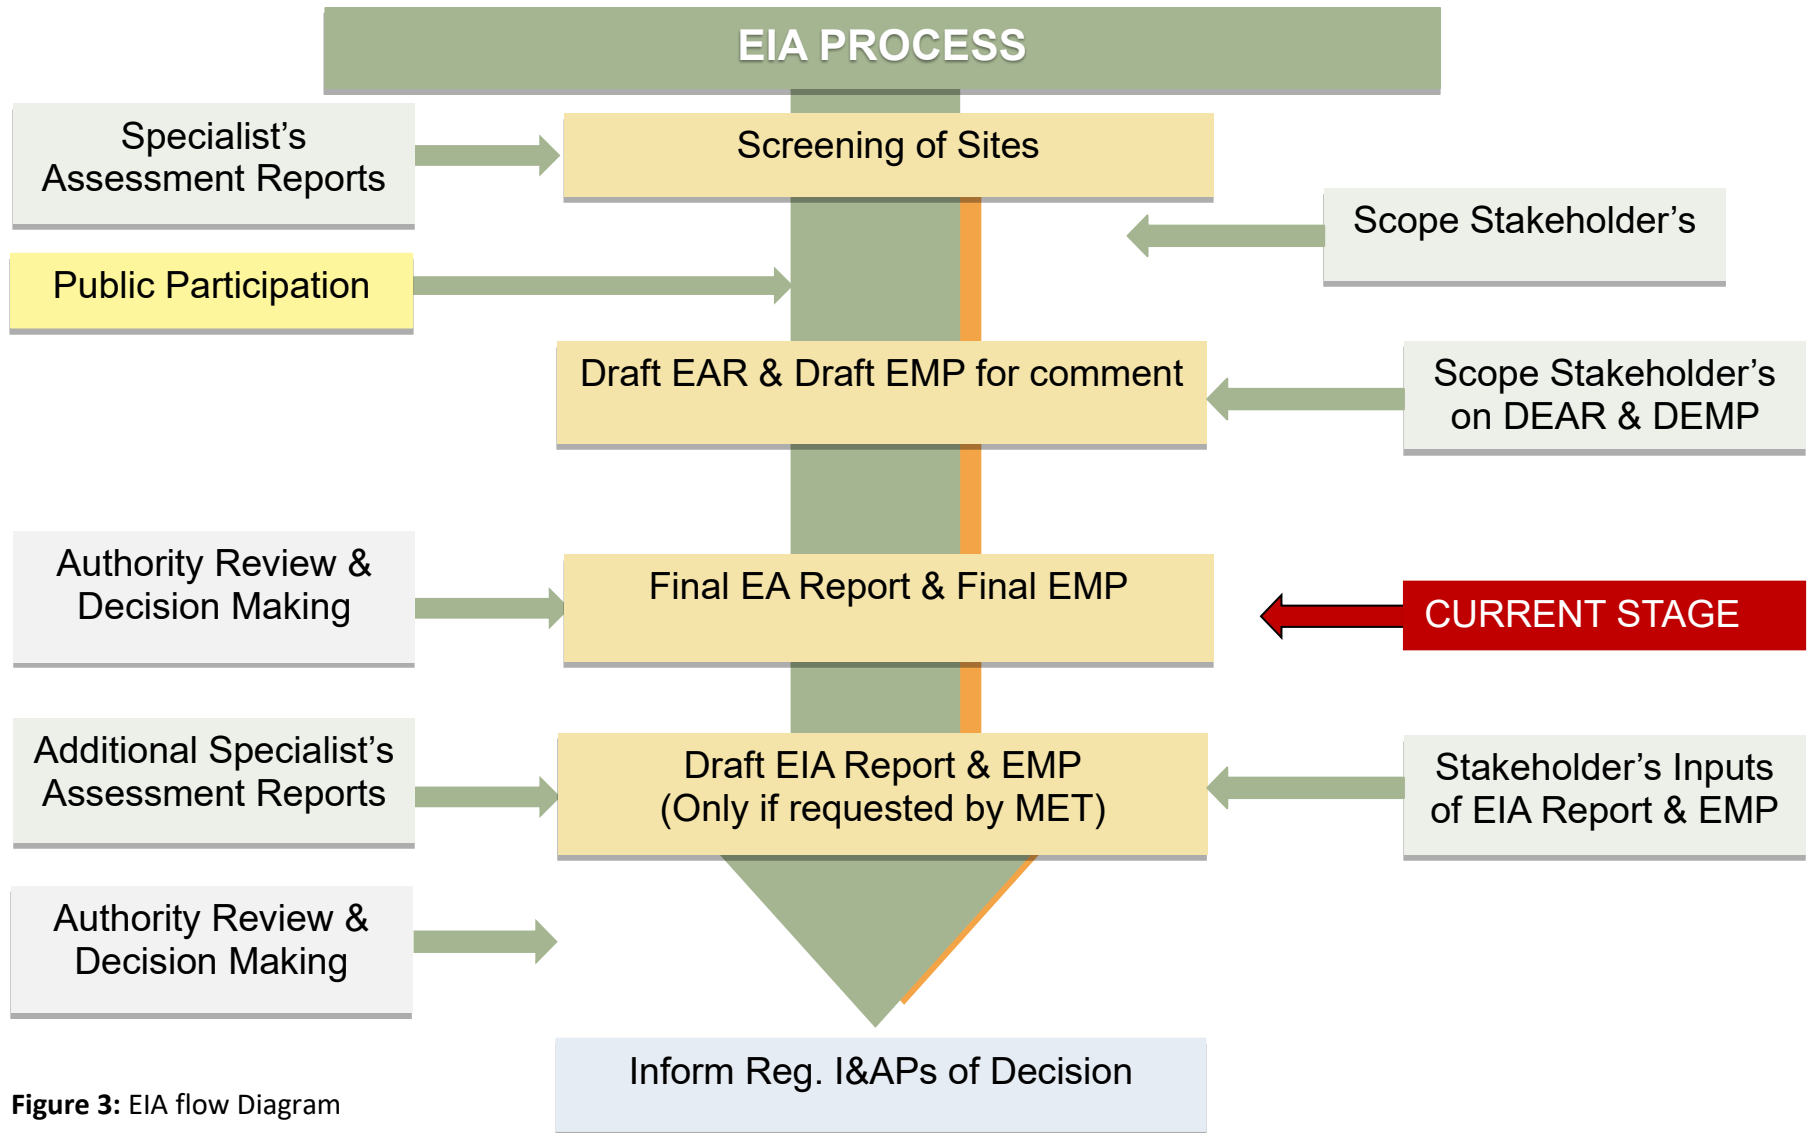 EIA PROCESS
Specialist’s
Assessment Reports
Screening of Sites
Scope Stakeholder’s
Public Participation
Draft EAR & Draft EMP for comment
Scope Stakeholder’s
on DEAR & DEMP
Authority Review &
Decision Making
Final EA Report & Final EMP
CURRENT STAGE
Additional Specialist’s
Assessment Reports
Draft EIA Report & EMP
(Only if requested by MET)
Stakeholder’s Inputs
of EIA Report & EMP
Authority Review &
Decision Making
Inform Reg. I&APs of Decision
Figure 3: EIA flow Diagram